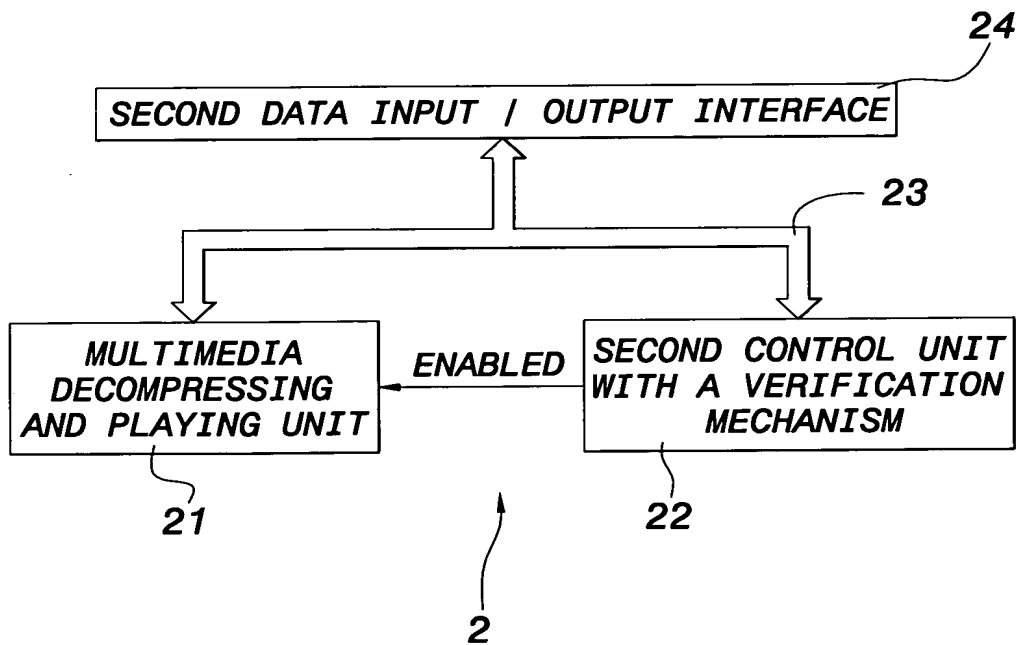 24
SECOND DATA INPUT / OUTPUT INTERFACE
23
MULTIMEDIA
DECOMPRESSING
AND PLAYING UNIT
ENABLED
SECOND CONTROL UNIT
WITH A VERIFICATION
MECHANISM
21
22
2